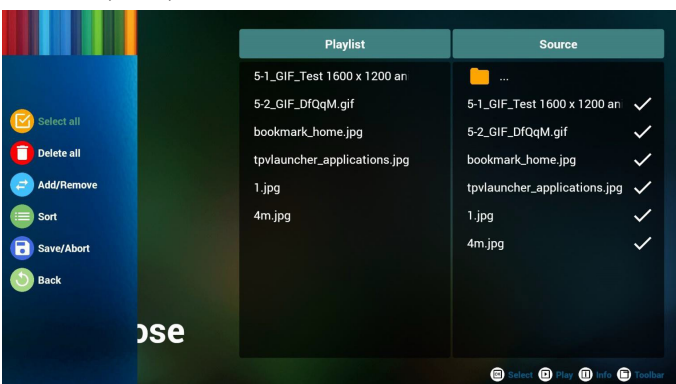 Select all
Delete all
Add/Remove
Sort
Save/Abort
Back
ose
Playlist
5-1_GIF_Test 1600 x 1200 an
5-2_GIF_DfQqM.gif
bookmark_home.jpg
tpvlauncher_applications.jpg
1.jpg
4m.jpg
Source
...
5-1_GIF_Test 1600 x 1200 an
5-2_GIF_DfQqM.gif
bookmark_home.jpg
tpvlauncher_applications.jpg
1.jpg
4m.jpg
Select Play Info Toolbar